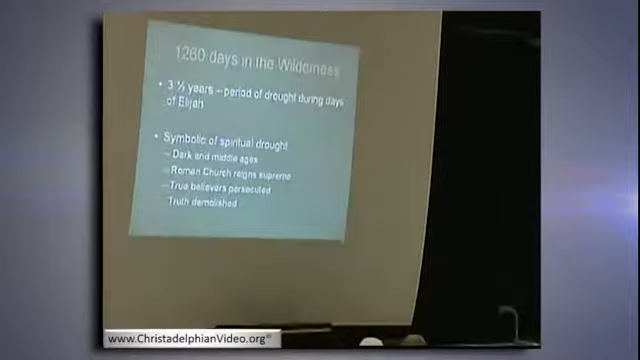 1260 days in the Wilderness
• 3 ½ years – period of drought during days
of Elijah
• Symbolic of spiritual drought
– Dark and middle ages
– Roman Church reigns supreme
– True believers persecuted
Truth demolished
www.ChristadelphianVideo.org®